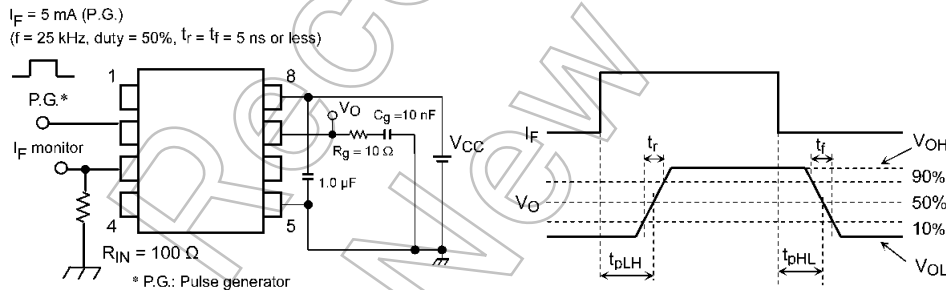 IF = 5 mA (P.G.)
(f = 25 kHz, duty = 50%, tr = tf = 5 ns or less)
1
8
P.G.*
VO
Cg =10 nF
IF monitor
Rg = 10 Ω
VCC
1.0 μF
4
5
RIN = 100 Ω
* P.G.: Pulse generator
IF
tr
tf
VOH
90%
VO
50%
10%
tpLH
tpHL
VOL
New